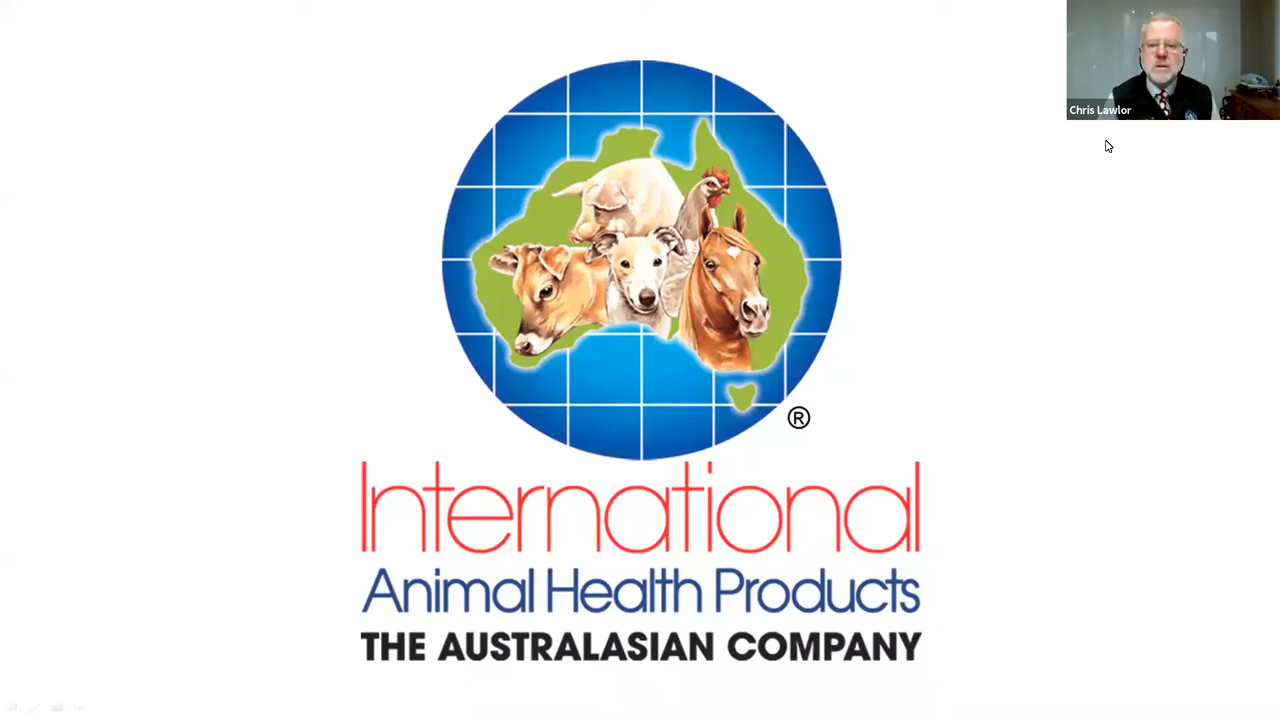 Chris Lawlor
®
International
Animal Health Products
THE AUSTRALASIAN COMPANY